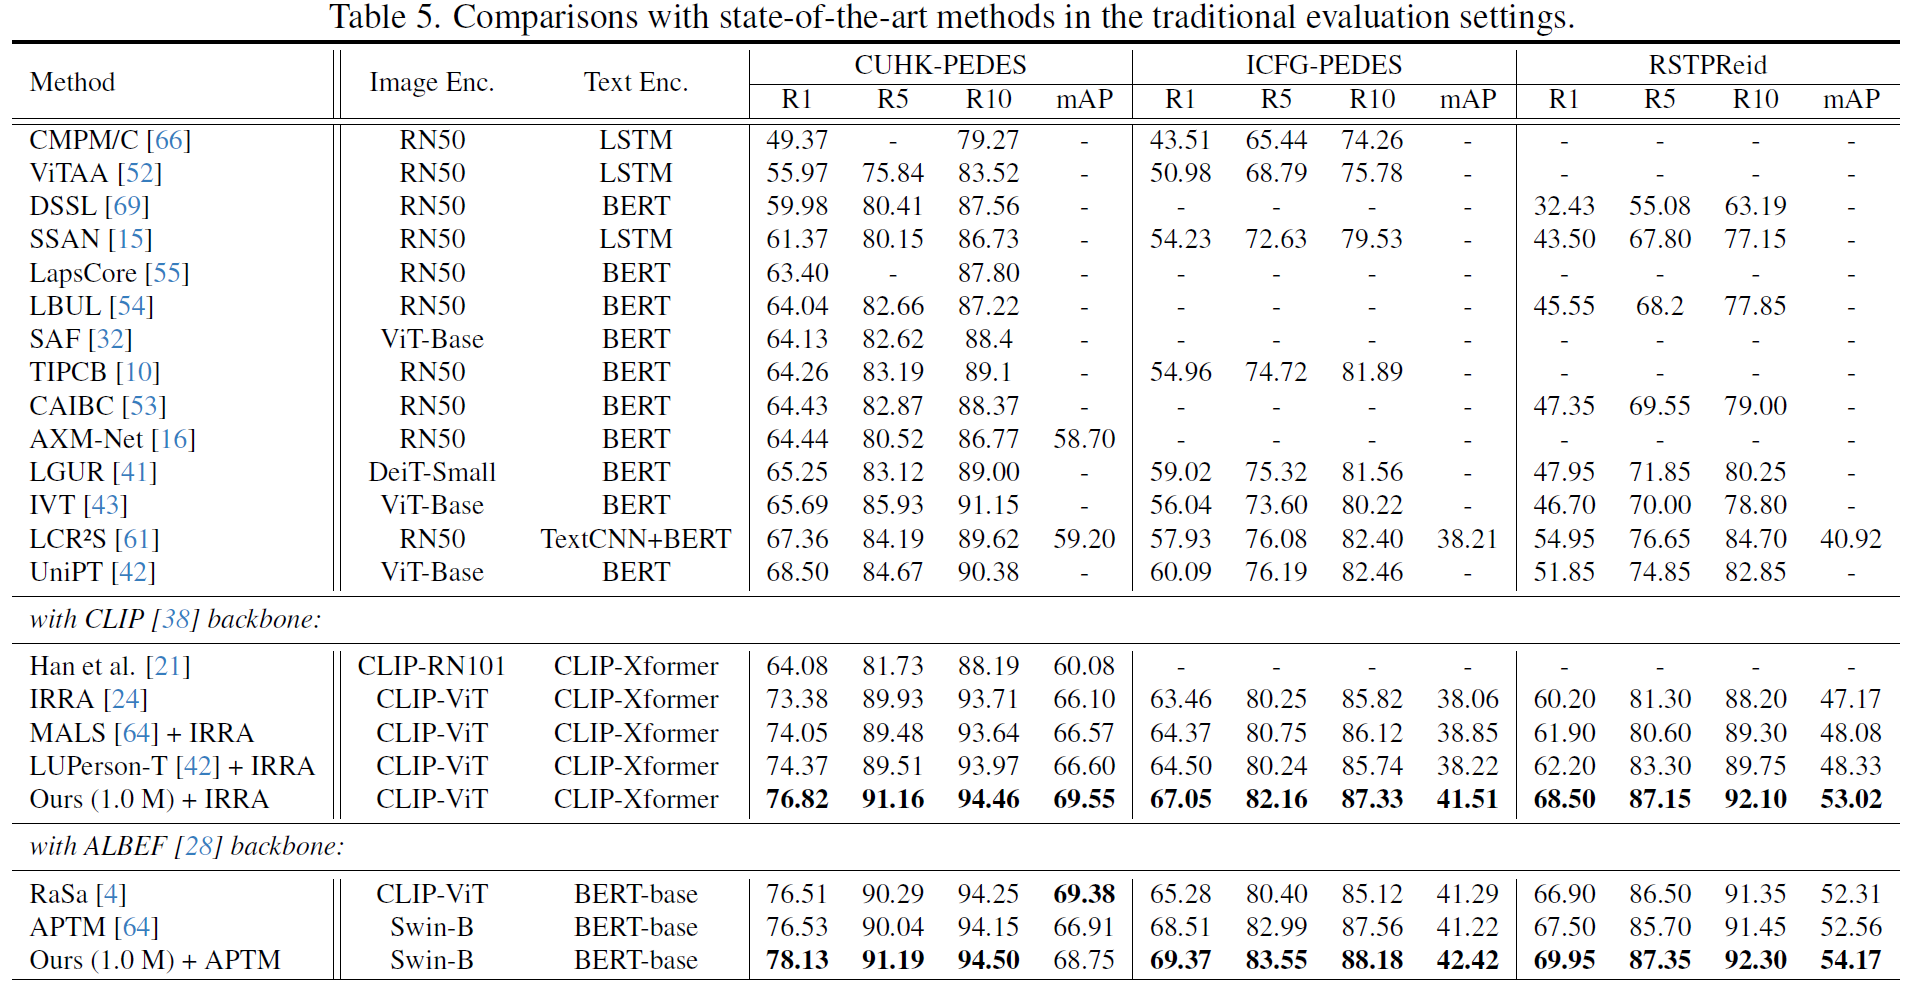 Table 5. Comparisons with state-of-the-art methods in the traditional evaluation settings.
Method Image Enc. Text Enc. CUHK-PEDES ICFG-PEDES RSTPReid
R1 R5 R10 mAP R1 R5 R10 mAP R1 R5 R10 mAP
CMPM/C [66] RN50 LSTM 49.37 - 79.27 - 43.51 65.44 74.26 - - - - -
ViTAA [52] RN50 LSTM 55.97 75.84 83.52 - 50.98 68.79 75.78 - - - - -
DSSL [69] RN50 BERT 59.98 80.41 87.56 - - - - - 32.43 55.08 63.19 -
SSAN [15] RN50 LSTM 61.37 80.15 86.73 - 54.23 72.63 79.53 - 43.50 67.80 77.15 -
LapsCore [55] RN50 BERT 63.40 - 87.80 - - - - - - - - -
LBUL [54] RN50 BERT 64.04 82.66 87.22 - - - - - 45.55 68.2 77.85 -
SAF [32] ViT-Base BERT 64.13 82.62 88.4 - - - - - - - - -
TIPCB [10] RN50 BERT 64.26 83.19 89.1 - 54.96 74.72 81.89 - - - - -
CAIBC [53] RN50 BERT 64.43 82.87 88.37 - - - - - 47.35 69.55 79.00 -
AXM-Net [16] RN50 BERT 64.44 80.52 86.77 58.70 - - - - - - - -
LGUR [41] DeiT-Small BERT 65.25 83.12 89.00 - 59.02 75.32 81.56 - 47.95 71.85 80.25 -
IVT [43] ViT-Base BERT 65.69 85.93 91.15 - 56.04 73.60 80.22 - 46.70 70.00 78.80 -
LCR²S [61] RN50 TextCNN+BERT 67.36 84.19 89.62 59.20 57.93 76.08 82.40 38.21 54.95 76.65 84.70 40.92
UniPT [42] ViT-Base BERT 68.50 84.67 90.38 - 60.09 76.19 82.46 - 51.85 74.85 82.85 -
with CLIP [38] backbone:
Han et al. [21] CLIP-RN101 CLIP-Xformer 64.08 81.73 88.19 60.08 - - - - - - - -
IRRA [24] CLIP-ViT CLIP-Xformer 73.38 89.93 93.71 66.10 63.46 80.25 85.82 38.06 60.20 81.30 88.20 47.17
MALS [64] + IRRA CLIP-ViT CLIP-Xformer 74.05 89.48 93.64 66.57 64.37 80.75 86.12 38.85 61.90 80.60 89.30 48.08
LUPerson-T [42] + IRRA CLIP-ViT CLIP-Xformer 74.37 89.51 93.97 66.60 64.50 80.24 85.74 38.22 62.20 83.30 89.75 48.33
Ours (1.0 M) + IRRA CLIP-ViT CLIP-Xformer 76.82 91.16 94.46 69.55 67.05 82.16 87.33 41.51 68.50 87.15 92.10 53.02
with ALBEF [28] backbone:
RaSa [4] CLIP-ViT BERT-base 76.51 90.29 94.25 69.38 65.28 80.40 85.12 41.29 66.90 86.50 91.35 52.31
APTM [64] Swin-B BERT-base 76.53 90.04 94.15 66.91 68.51 82.99 87.56 41.22 67.50 85.70 91.45 52.56
Ours (1.0 M) + APTM Swin-B BERT-base 78.13 91.19 94.50 68.75 69.37 83.55 88.18 42.42 69.95 87.35 92.30 54.17